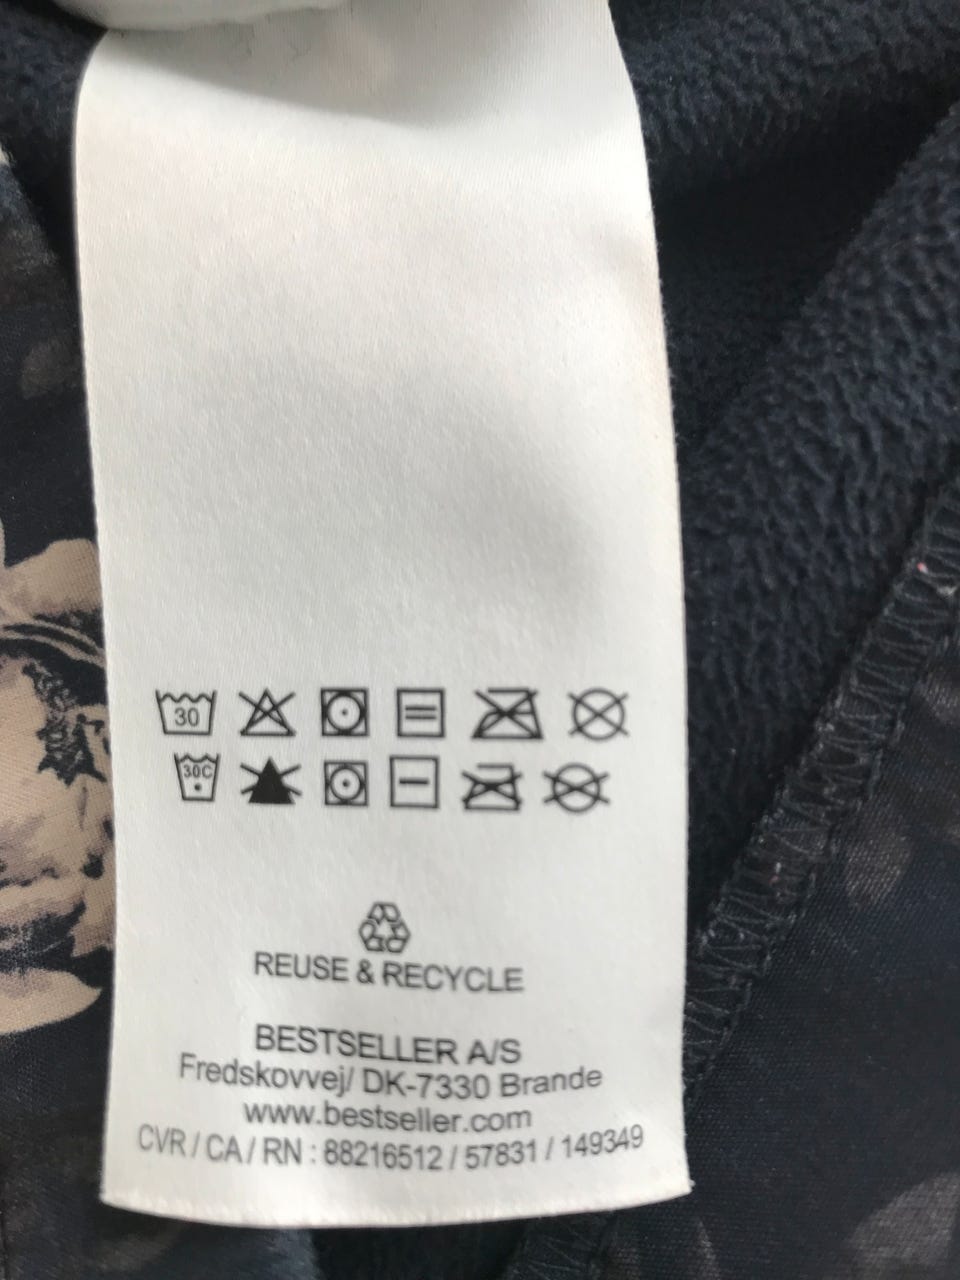 30
30C
REUSE & RECYCLE
BESTSELLER A/S
Fredskovvej/ DK-7330 Brande
www.bestseller.com
CVR / CA / RN : 88216512 / 57831 / 149349